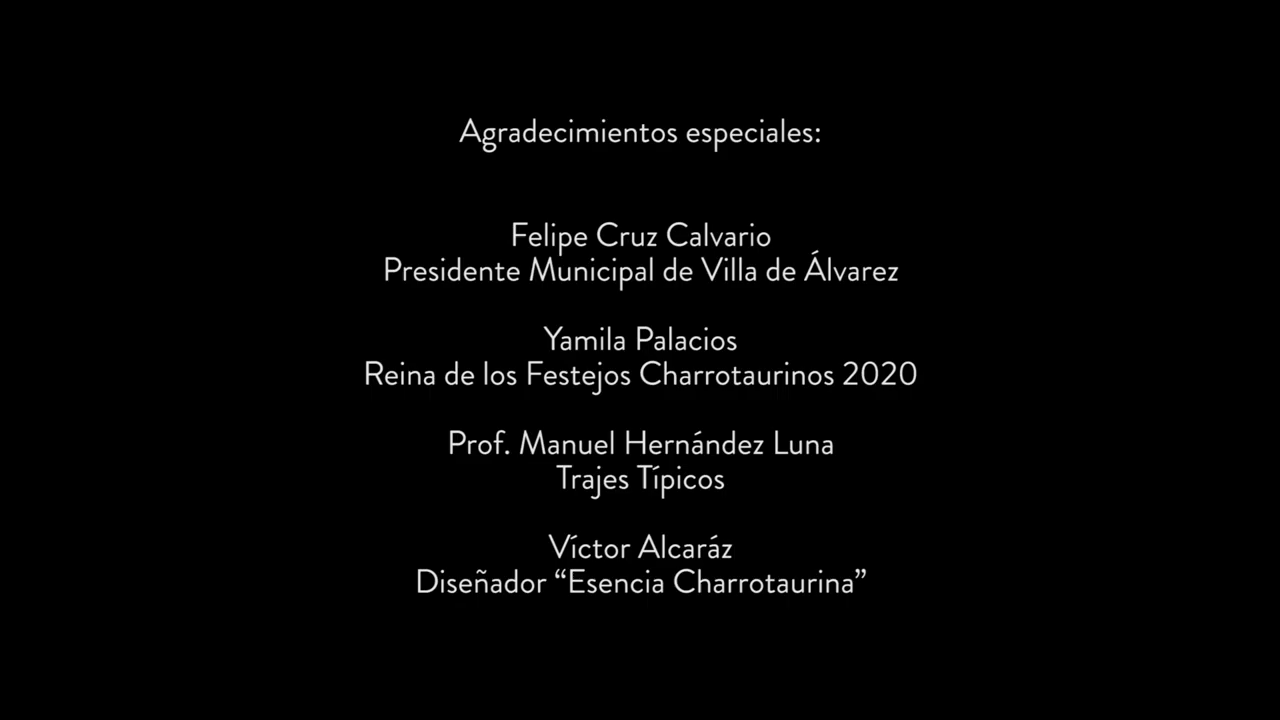 Agradecimientos especiales:
Felipe Cruz Calvario
Presidente Municipal de Villa de Álvarez
Yamila Palacios
Reina de los Festejos Charrotaurinos 2020
Prof. Manuel Hernández Luna
Trajes Típicos
Víctor Alcaráz
Diseñador “Esencia Charrotaurina”